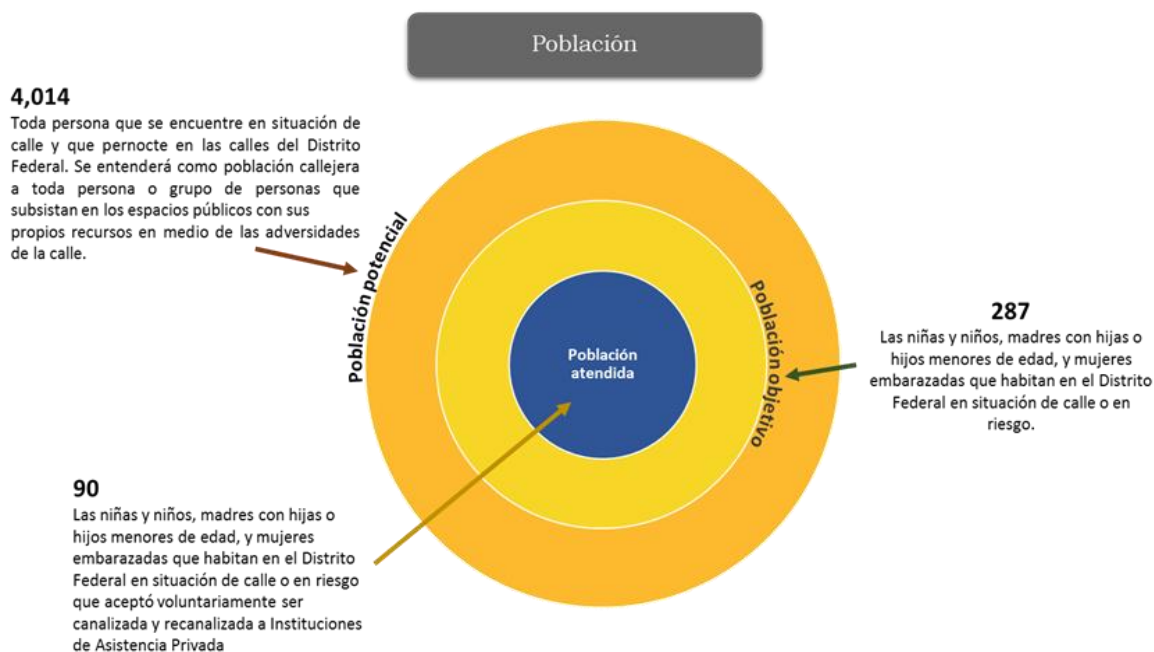 Población
4,014
Toda persona que se encuentre en situación de
calle y que pernocte en las calles del Distrito
Federal. Se entenderá como población callejera
a toda persona o grupo de personas que
subsistan en los espacios públicos con sus
propios recursos en medio de las adversidades
de la calle.
Población potencial
Población
atendida
Población objetivo
287
Las niñas y niños, madres con hijas o
hijos menores de edad, y mujeres
embarazadas que habitan en el Distrito
Federal en situación de calle o en
riesgo.
90
Las niñas y niños, madres con hijas o
hijos menores de edad, y mujeres
embarazadas que habitan en el Distrito
Federal en situación de calle o en riesgo
que aceptó voluntariamente ser
canalizada y recanalizada a Instituciones
de Asistencia Privada